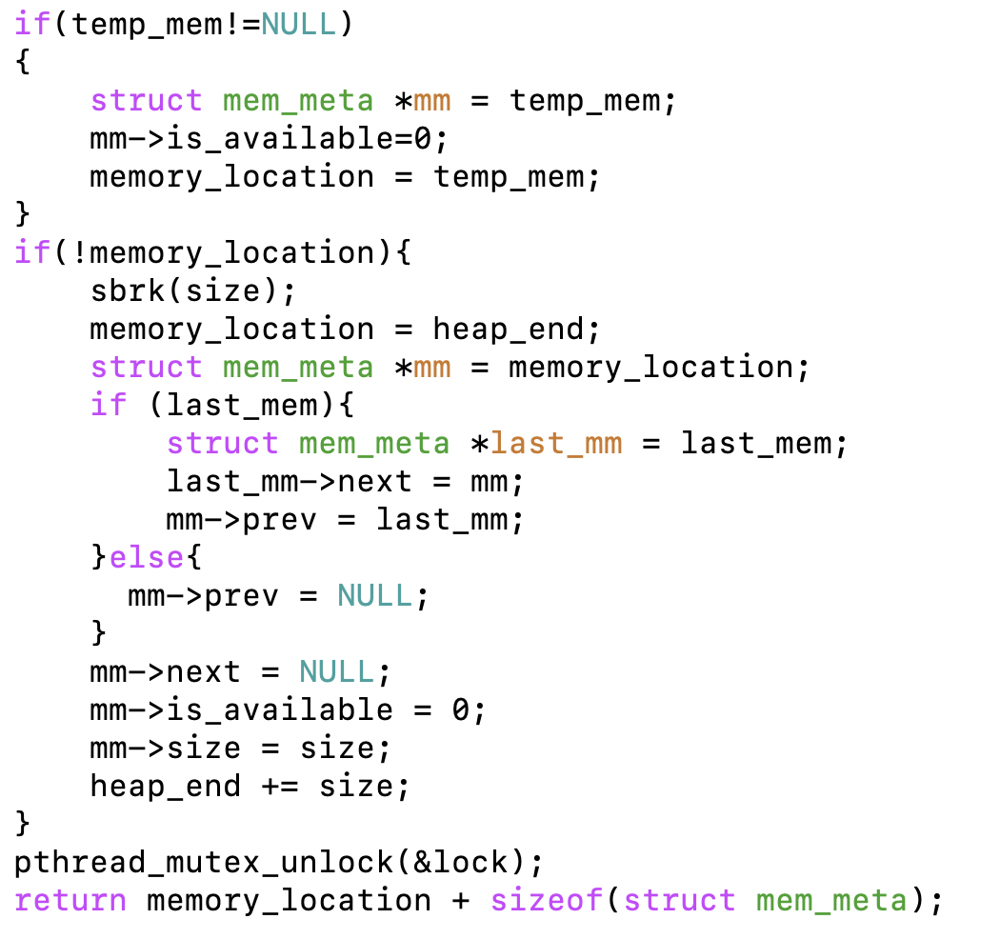 if(temp_mem!=NULL)
{
    struct mem_meta *mm = temp_mem;
    mm->is_available=0;
    memory_location = temp_mem;
}
if(!memory_location){
    sbrk(size);
    memory_location = heap_end;
    struct mem_meta *mm = memory_location;
    if (last_mem){
        struct mem_meta *last_mm = last_mem;
        last_mm->next = mm;
        mm->prev = last_mm;
    }else{
      mm->prev = NULL;
    }
    mm->next = NULL;
    mm->is_available = 0;
    mm->size = size;
    heap_end += size;
}
pthread_mutex_unlock(&lock);
return memory_location + sizeof(struct mem_meta);